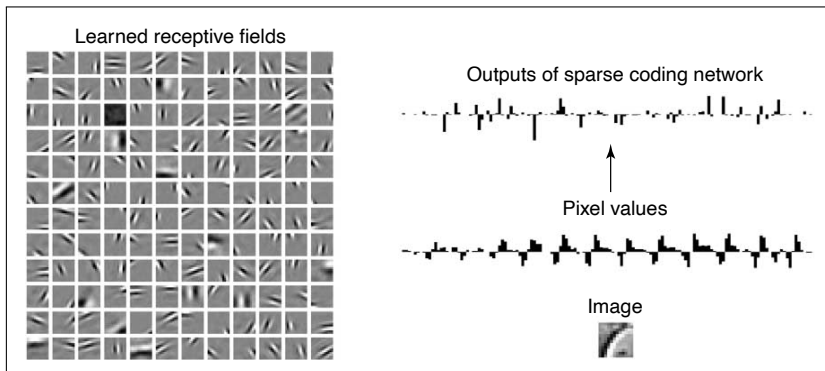 Learned receptive fields
Outputs of sparse coding network
Pixel values
Image